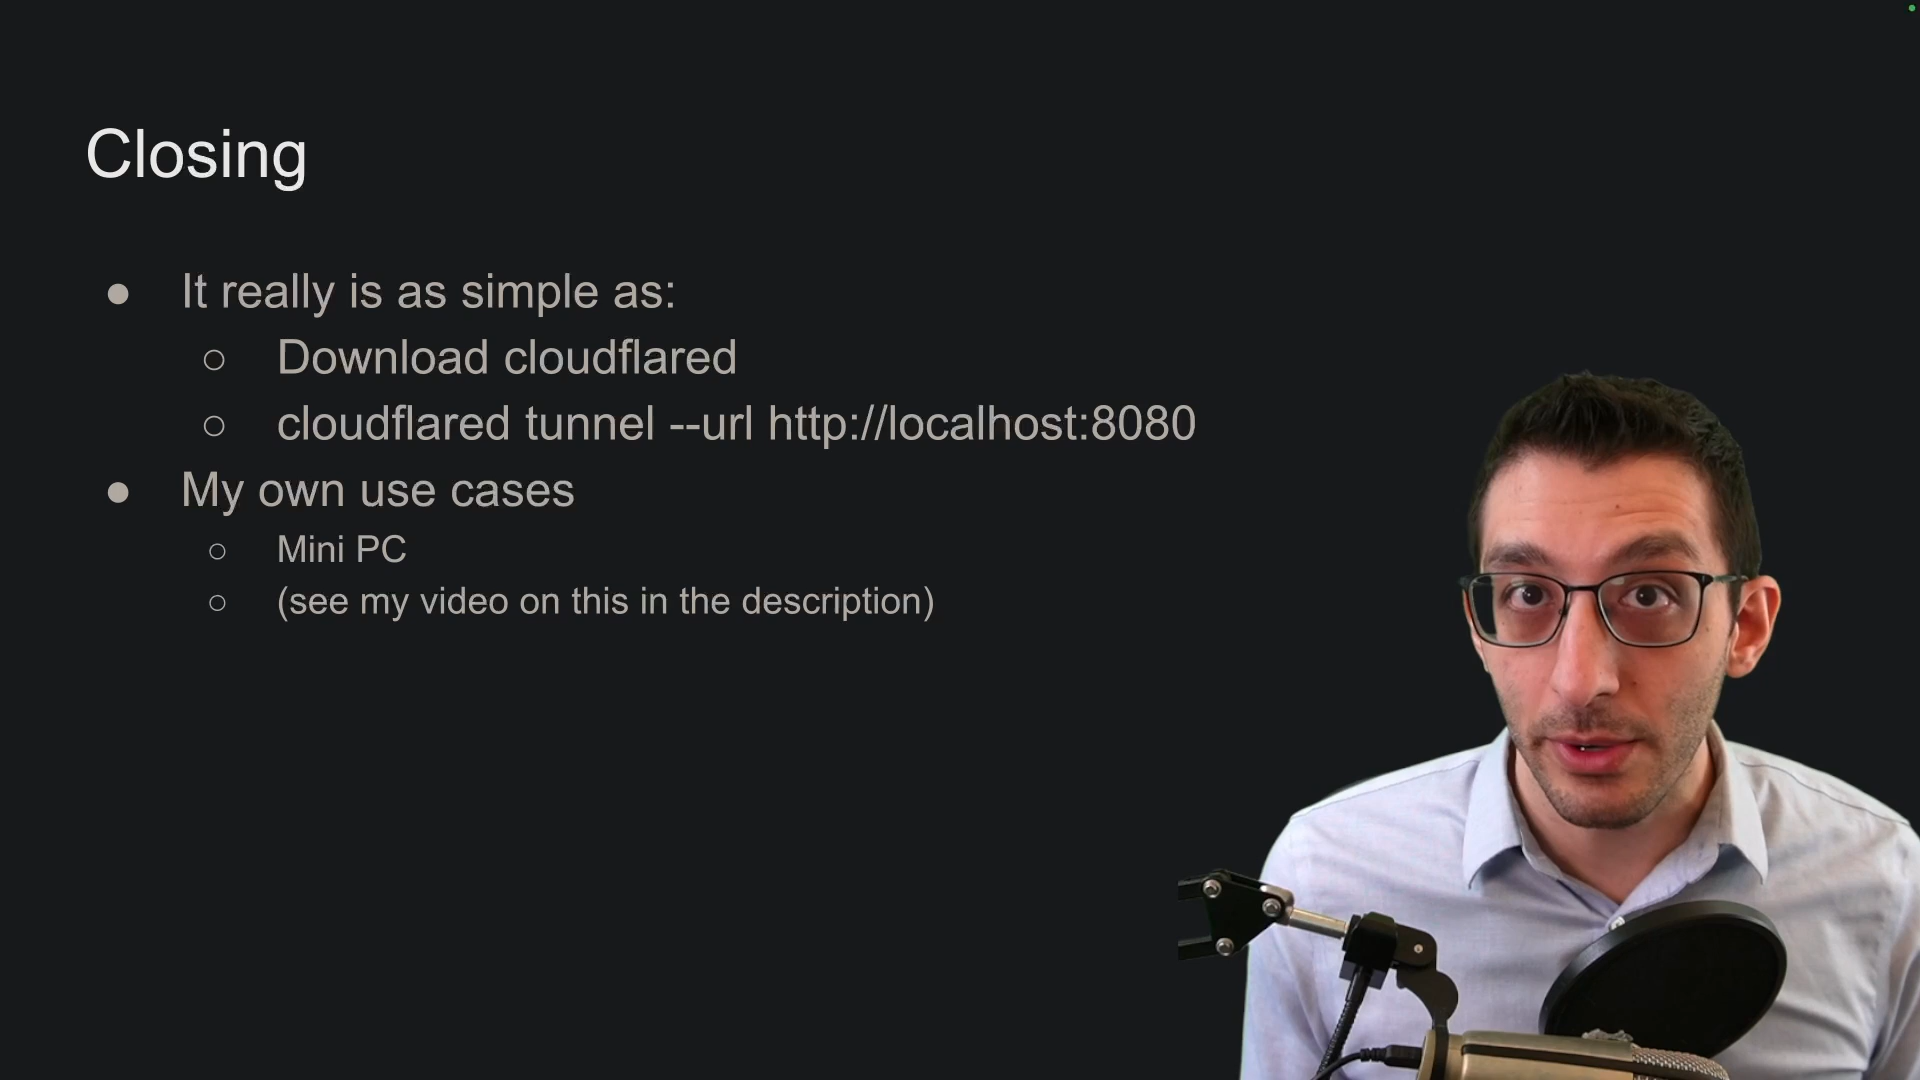 Closing
● It really is as simple as:
○ Download cloudflared
○ cloudflared tunnel --url http://localhost:8080
● My own use cases
○ Mini PC
○ (see my video on this in the description)